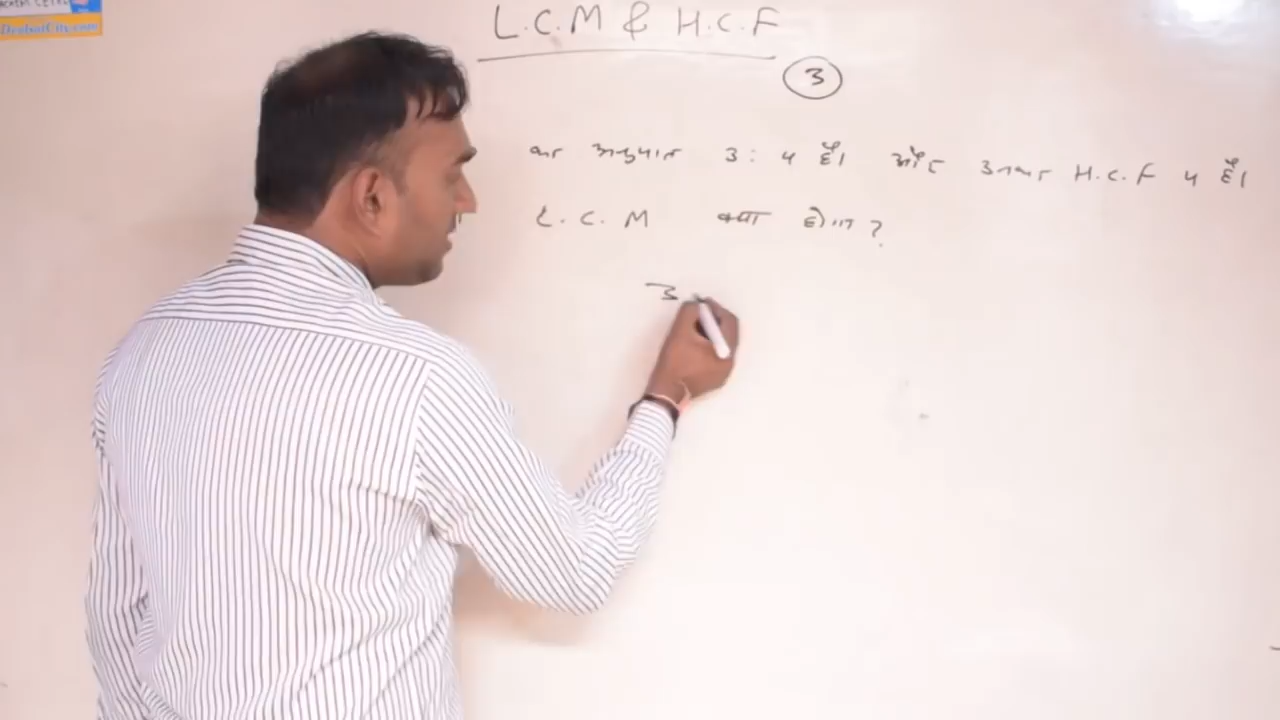 L.C.M & H.C.F
3
का अनुपात 3 : 4 है। और उनका H.C.F 4 है।
L.C.M क्या होगा ?
3